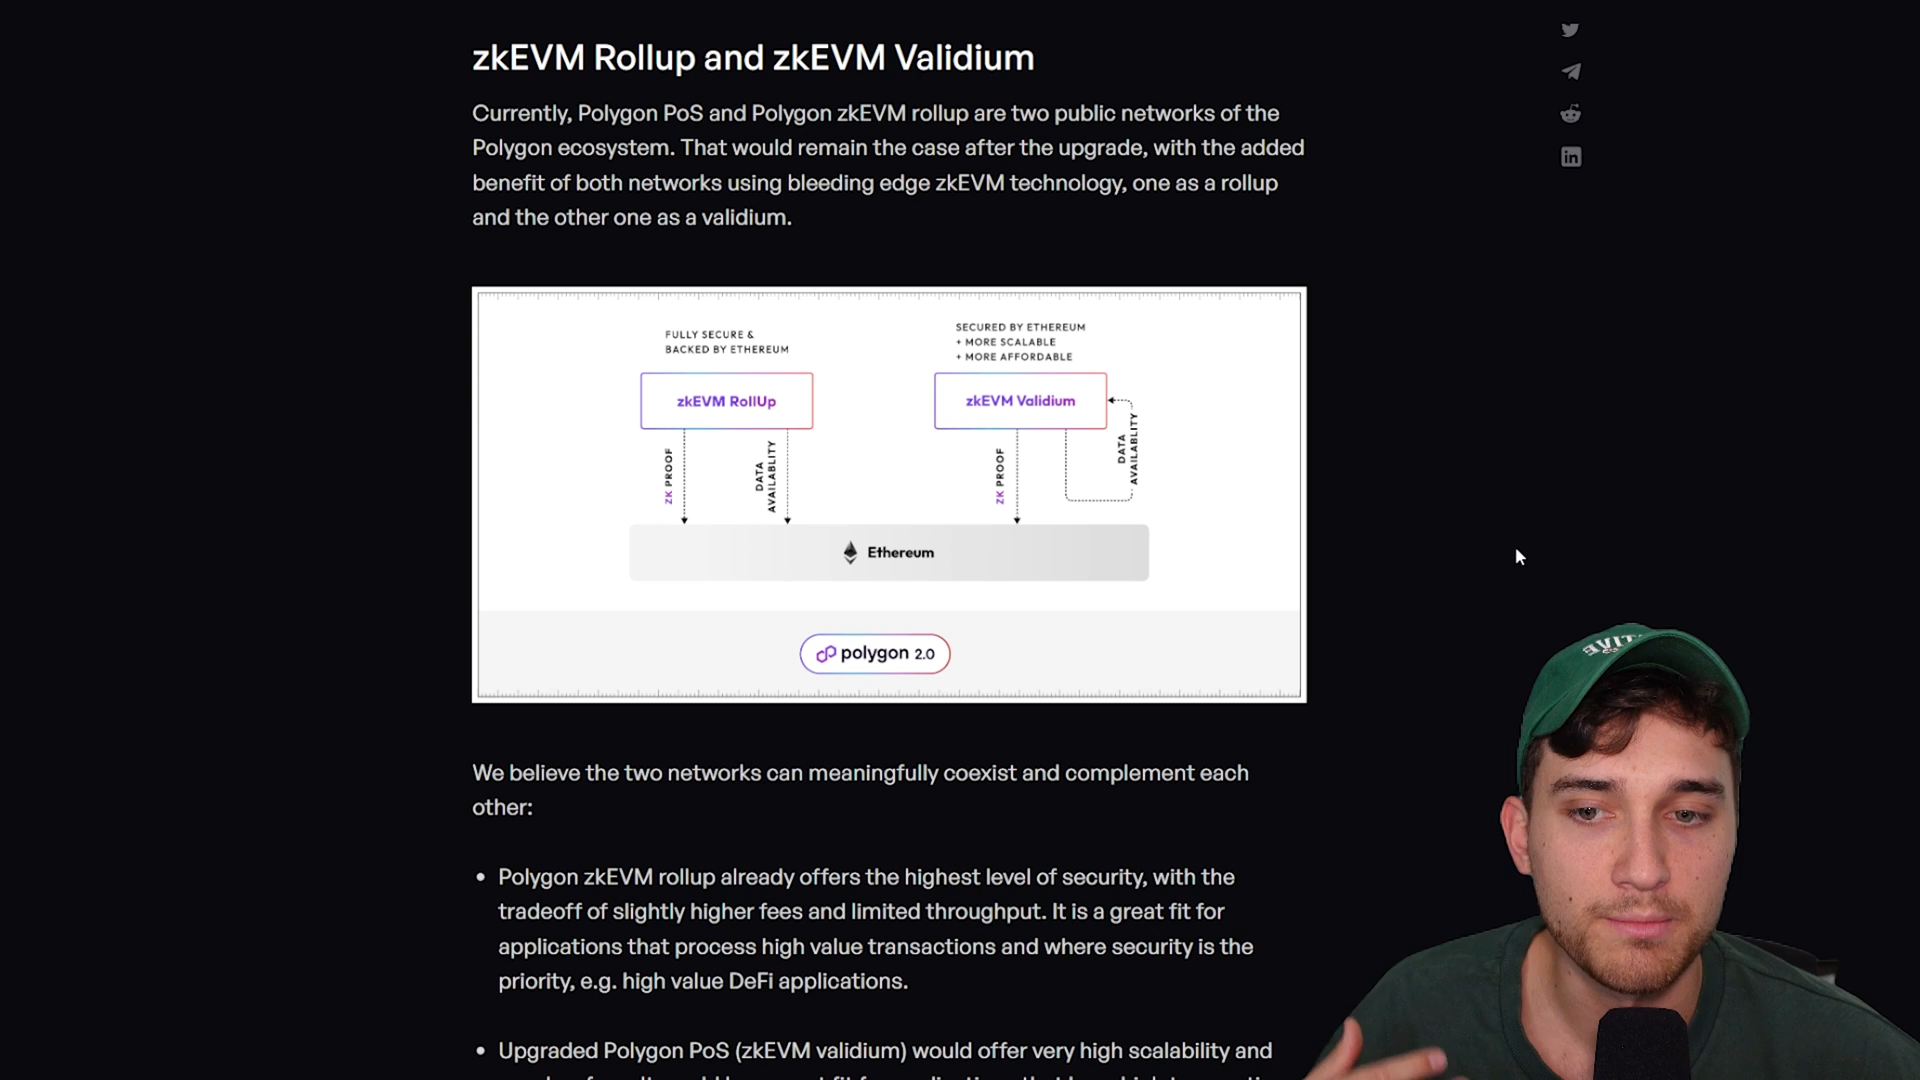 zkEVM Rollup and zkEVM Validium
Currently, Polygon PoS and Polygon zkEVM rollup are two public networks of the
Polygon ecosystem. That would remain the case after the upgrade, with the added
benefit of both networks using bleeding edge zkEVM technology, one as a rollup
and the other one as a validium.
FULLY SECURE &
BACKED BY ETHEREUM
zkEVM RollUp
ZK PROOF
DATA
AVAILABLITY
SECURED BY ETHEREUM
+ MORE SCALABLE
+ MORE AFFORDABLE
zkEVM Validium
ZK PROOF
DATA
AVAILABLITY
Ethereum
polygon 2.0
We believe the two networks can meaningfully coexist and complement each
other:
• Polygon zkEVM rollup already offers the highest level of security, with the
tradeoff of slightly higher fees and limited throughput. It is a great fit for
applications that process high value transactions and where security is the
priority, e.g. high value DeFi applications.
• Upgraded Polygon PoS (zkEVM validium) would offer very high scalability and